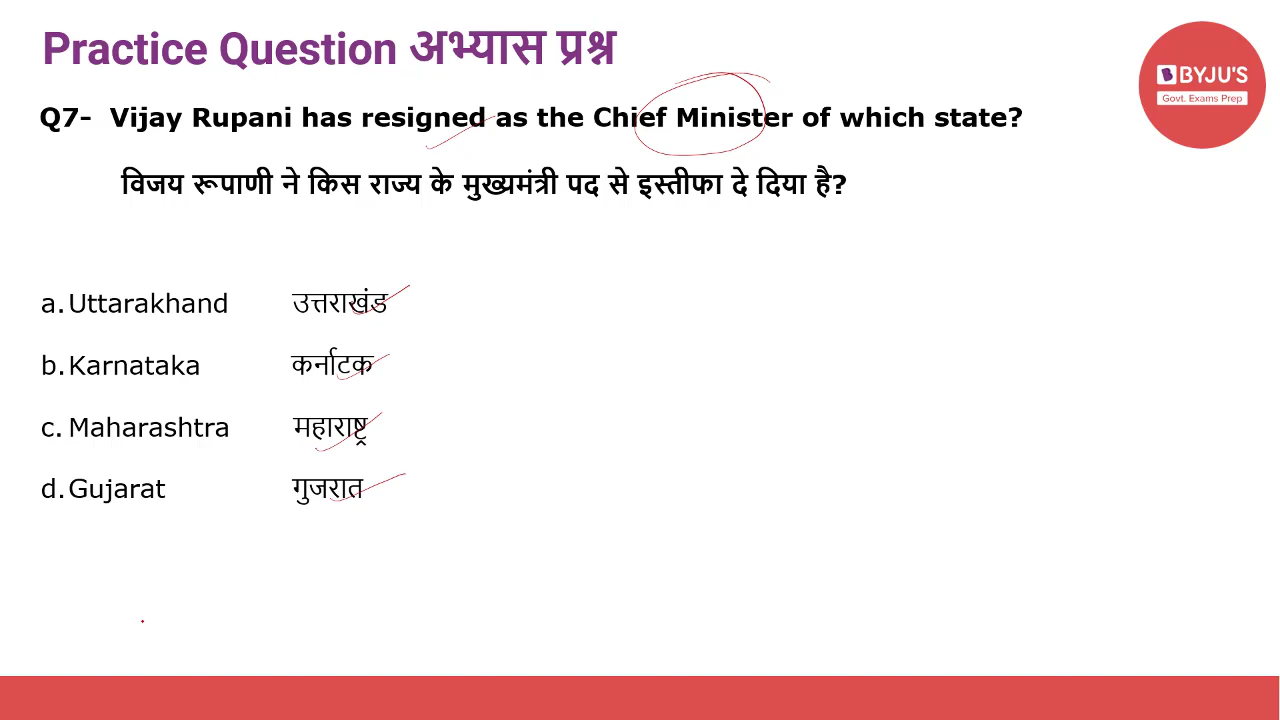 Practice Question अभ्यास प्रश्न
BYJU'S
Govt. Exams Prep
Q7- Vijay Rupani has resigned as the Chief Minister of which state?
विजय रूपाणी ने किस राज्य के मुख्यमंत्री पद से इस्तीफा दे दिया है?
a. Uttarakhand उत्तराखंड
b. Karnataka कर्नाटक
c. Maharashtra महाराष्ट्र
d. Gujarat गुजरात